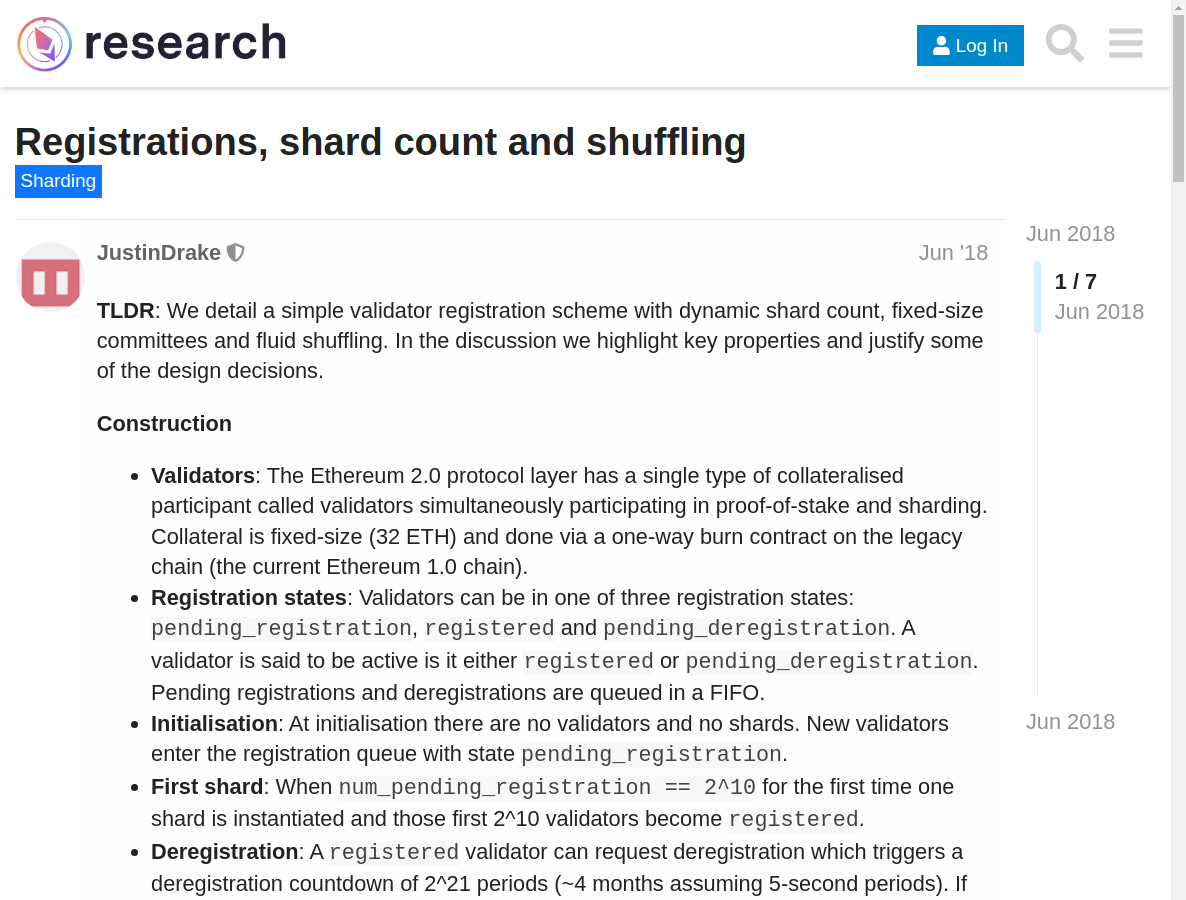 research
Log In
Registrations, shard count and shuffling
Sharding
JustinDrake
Jun '18
TLDR: We detail a simple validator registration scheme with dynamic shard count, fixed-size
committees and fluid shuffling. In the discussion we highlight key properties and justify some
of the design decisions.
Construction
Validators: The Ethereum 2.0 protocol layer has a single type of collateralised
participant called validators simultaneously participating in proof-of-stake and sharding.
Collateral is fixed-size (32 ETH) and done via a one-way burn contract on the legacy
chain (the current Ethereum 1.0 chain).
Registration states: Validators can be in one of three registration states:
pending_registration, registered and pending_deregistration. A
validator is said to be active is it either registered or pending_deregistration.
Pending registrations and deregistrations are queued in a FIFO.
Initialisation: At initialisation there are no validators and no shards. New validators
enter the registration queue with state pending_registration.
First shard: When num_pending_registration == 2^10 for the first time one
shard is instantiated and those first 2^10 validators become registered.
Deregistration: A registered validator can request deregistration which triggers a
deregistration countdown of 2^21 periods (~4 months assuming 5-second periods). If
Jun 2018
1 / 7
Jun 2018
Jun 2018